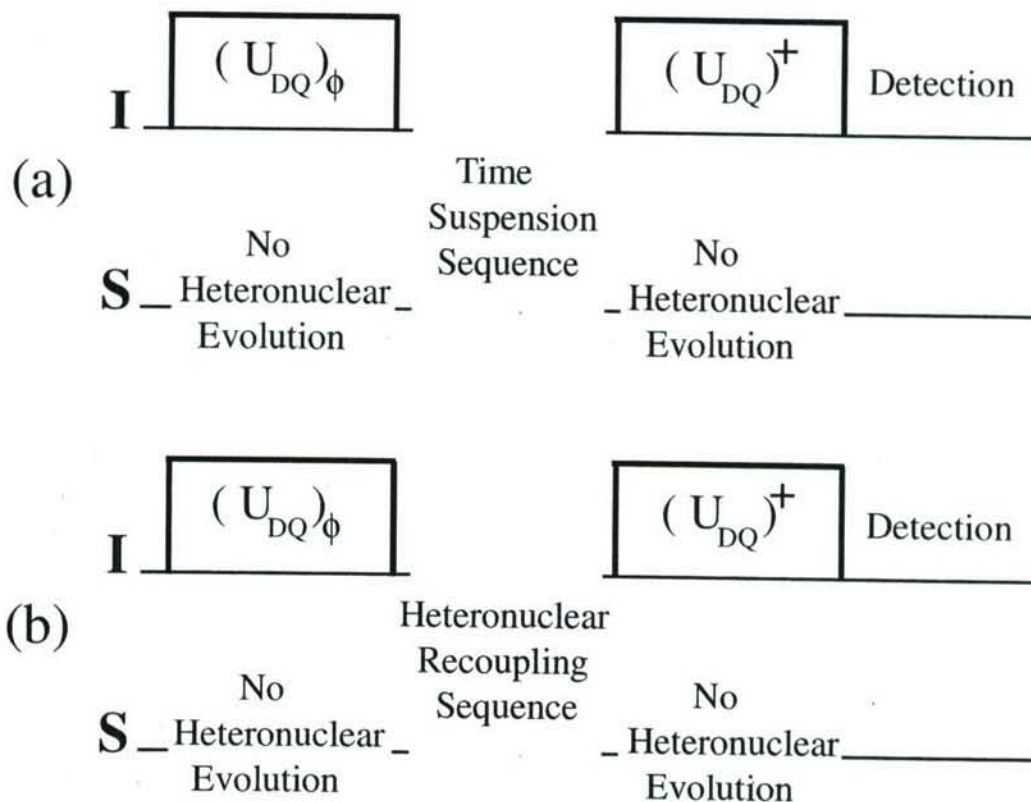 (a)
I
( U_DQ )_ϕ
( U_DQ )^+
Detection
Time
Suspension
Sequence
S
No
Heteronuclear
Evolution
No
Heteronuclear
Evolution
(b)
I
( U_DQ )_ϕ
( U_DQ )^+
Detection
Heteronuclear
Recoupling
Sequence
S
No
Heteronuclear
Evolution
No
Heteronuclear
Evolution